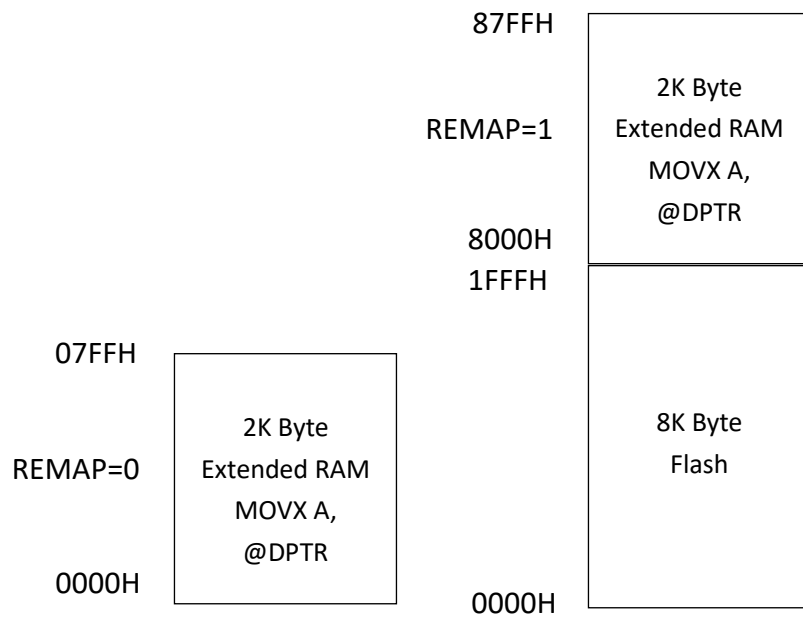 87FFH
2K Byte
Extended RAM
MOVX A,
@DPTR
REMAP=1
8000H
1FFFH
07FFH
2K Byte
Extended RAM
MOVX A,
@DPTR
REMAP=0
0000H
8K Byte
Flash
0000H